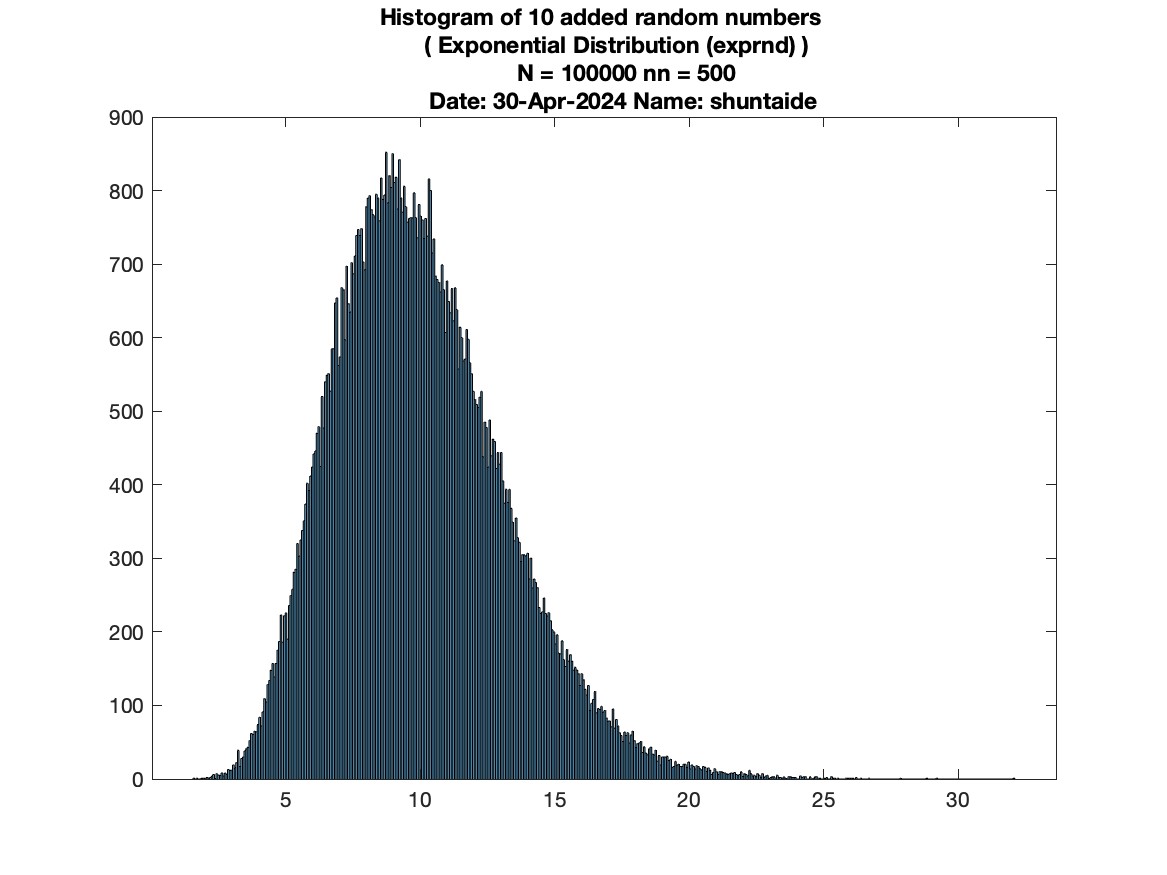 Histogram of 10 added random numbers
( Exponential Distribution (exprnd) )
N = 100000 nn = 500
Date: 30-Apr-2024 Name: shuntaide
900
800
700
600
500
400
300
200
100
0
5 10 15 20 25 30